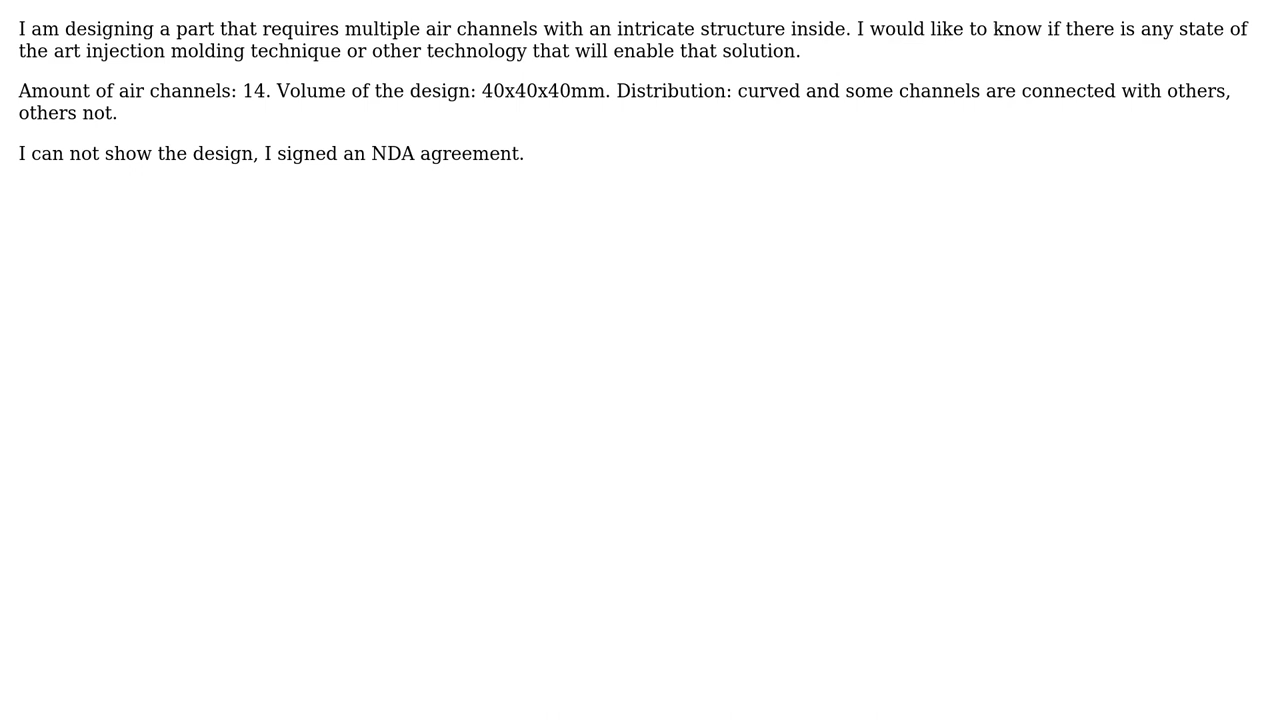 I am designing a part that requires multiple air channels with an intricate structure inside. I would like to know if there is any state of
the art injection molding technique or other technology that will enable that solution.
Amount of air channels: 14. Volume of the design: 40x40x40mm. Distribution: curved and some channels are connected with others,
others not.
I can not show the design, I signed an NDA agreement.